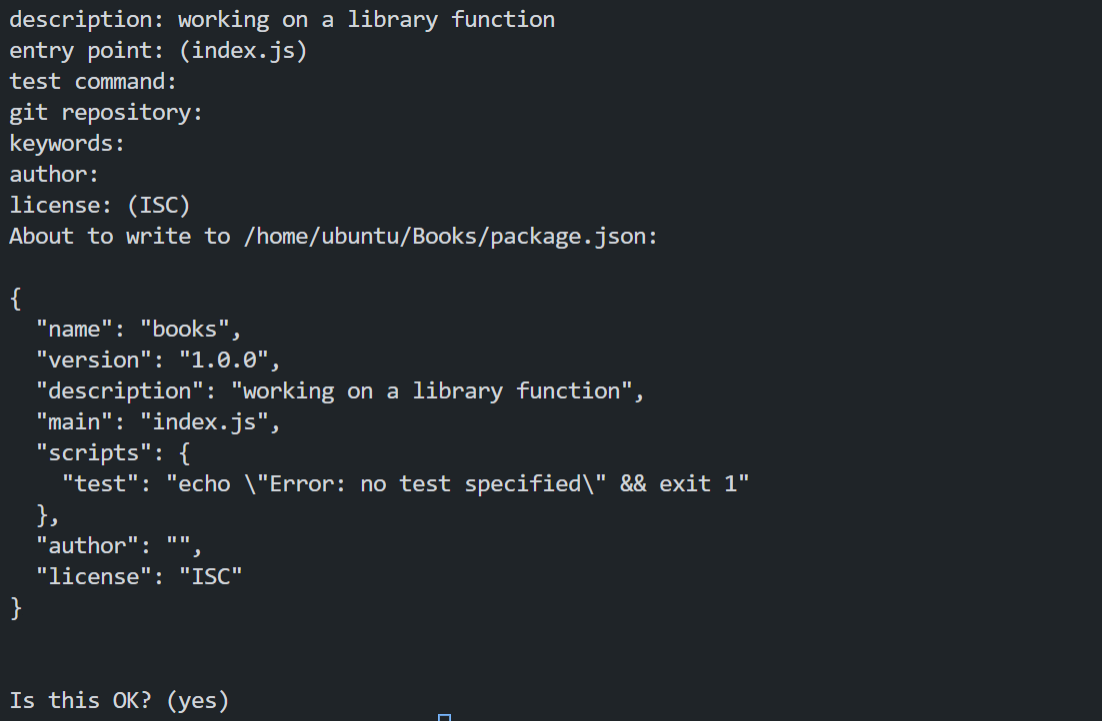 description: working on a library function
entry point: (index.js)
test command:
git repository:
keywords:
author:
license: (ISC)
About to write to /home/ubuntu/Books/package.json:

{
  "name": "books",
  "version": "1.0.0",
  "description": "working on a library function",
  "main": "index.js",
  "scripts": {
    "test": "echo \"Error: no test specified\" && exit 1"
  },
  "author": "",
  "license": "ISC"
}

Is this OK? (yes)